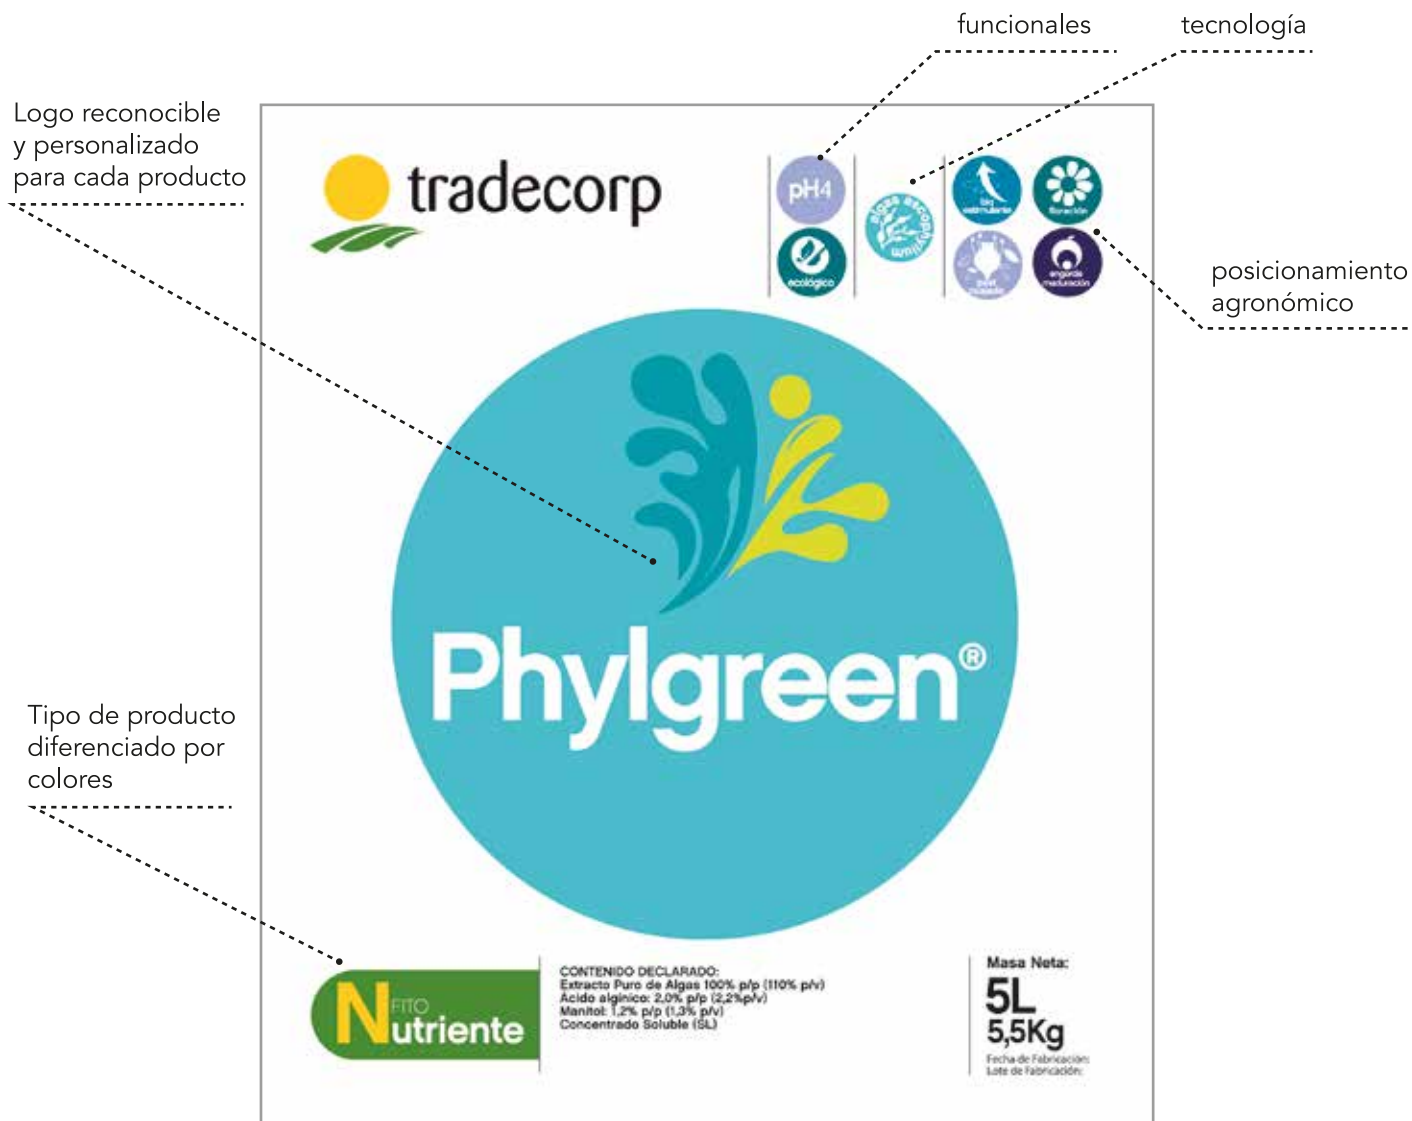 funcionales
tecnología
Logo reconocible
y personalizado
para cada producto
tradecorp
pH4
ecológico
algas ascophyllum
bio
estimulante
floración
engorde
maduración
posicionamiento
agronómico
Phylgreen®
Tipo de producto
diferenciado por
colores
FITO
Nutriente
CONTENIDO DECLARADO:
Extracto Puro de Algas 100% p/p (110% p/v)
Ácido algínico: 2,0% p/p (2,2%p/v)
Manitol: 1,2% p/p (1,3% p/v)
Concentrado Soluble (SL)
Masa Neta:
5L
5,5Kg
Fecha de Fabricación:
Lote de Fabricación: